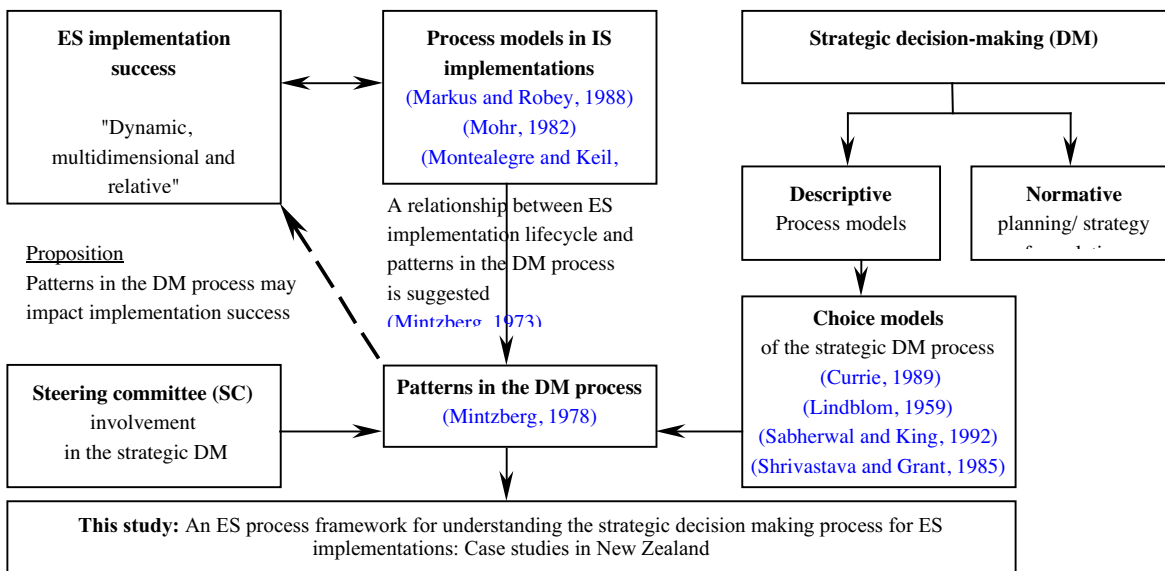 ES implementation
success
"Dynamic,
multidimensional and
relative"
Process models in IS
implementations
(Markus and Robey, 1988)
(Mohr, 1982)
(Montealegre and Keil,
Strategic decision-making (DM)
Descriptive
Process models
Normative
planning/ strategy
A relationship between ES
implementation lifecycle and
patterns in the DM process
is suggested
(Mintzberg, 1973)
Proposition
Patterns in the DM process may
impact implementation success
Choice models
of the strategic DM process
(Currie, 1989)
(Lindblom, 1959)
(Sabherwal and King, 1992)
(Shrivastava and Grant, 1985)
Steering committee (SC)
involvement
in the strategic DM
Patterns in the DM process
(Mintzberg, 1978)
This study: An ES process framework for understanding the strategic decision making process for ES
implementations: Case studies in New Zealand